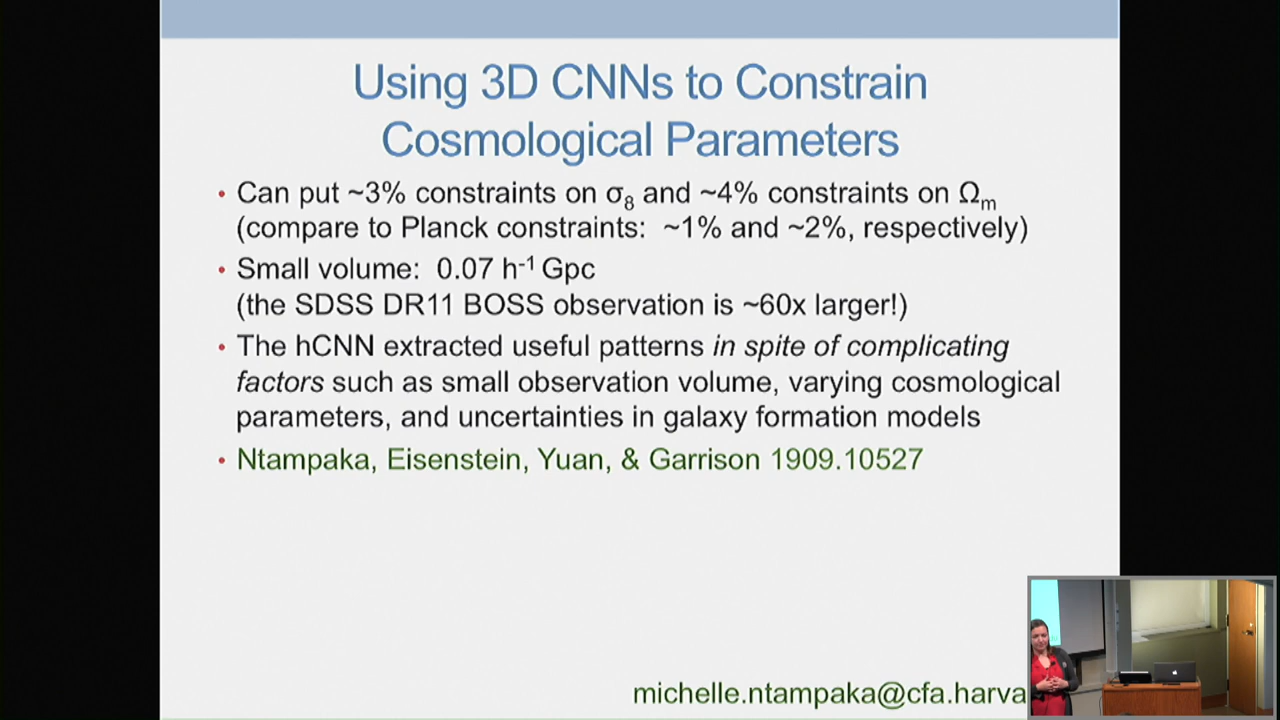 Using 3D CNNs to Constrain
Cosmological Parameters
• Can put ~3% constraints on σ₈ and ~4% constraints on Ωₘ
(compare to Planck constraints: ~1% and ~2%, respectively)
• Small volume: 0.07 h⁻¹ Gpc
(the SDSS DR11 BOSS observation is ~60x larger!)
• The hCNN extracted useful patterns in spite of complicating
factors such as small observation volume, varying cosmological
parameters, and uncertainties in galaxy formation models
• Ntampaka, Eisenstein, Yuan, & Garrison 1909.10527
michelle.ntampaka@cfa.harva